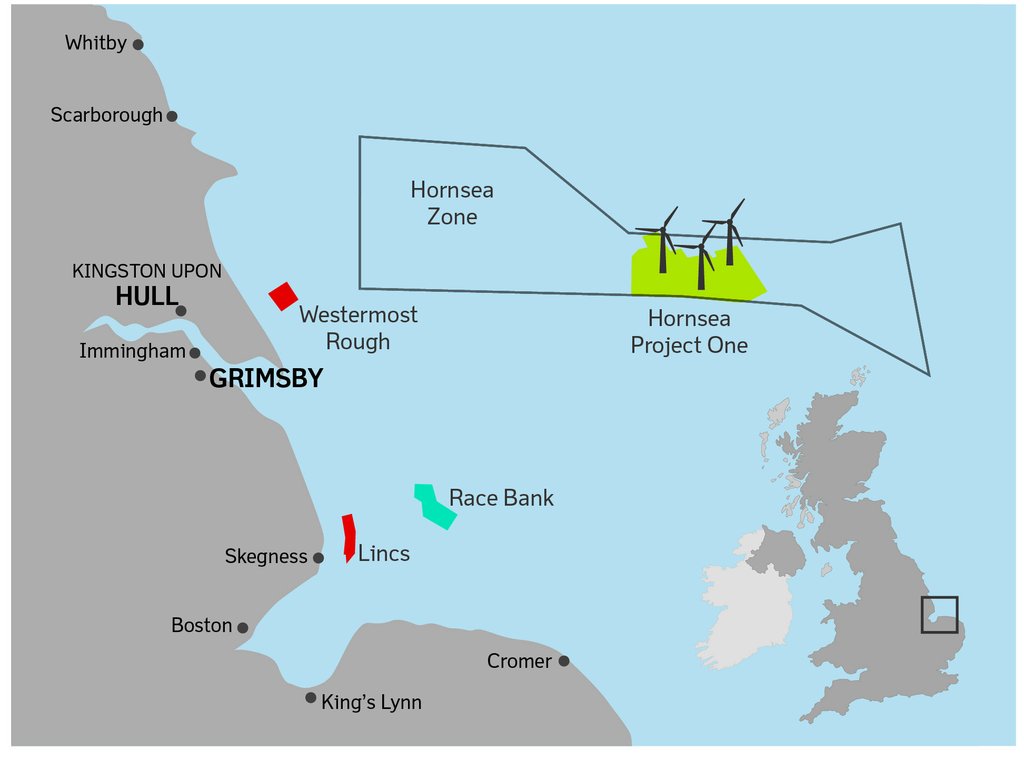 Whitby
Scarborough
Hornsea
Zone
KINGSTON UPON
HULL
Westermost
Rough
Hornsea
Project One
Immingham
GRIMSBY
Race Bank
Skegness
Lincs
Boston
Cromer
King's Lynn